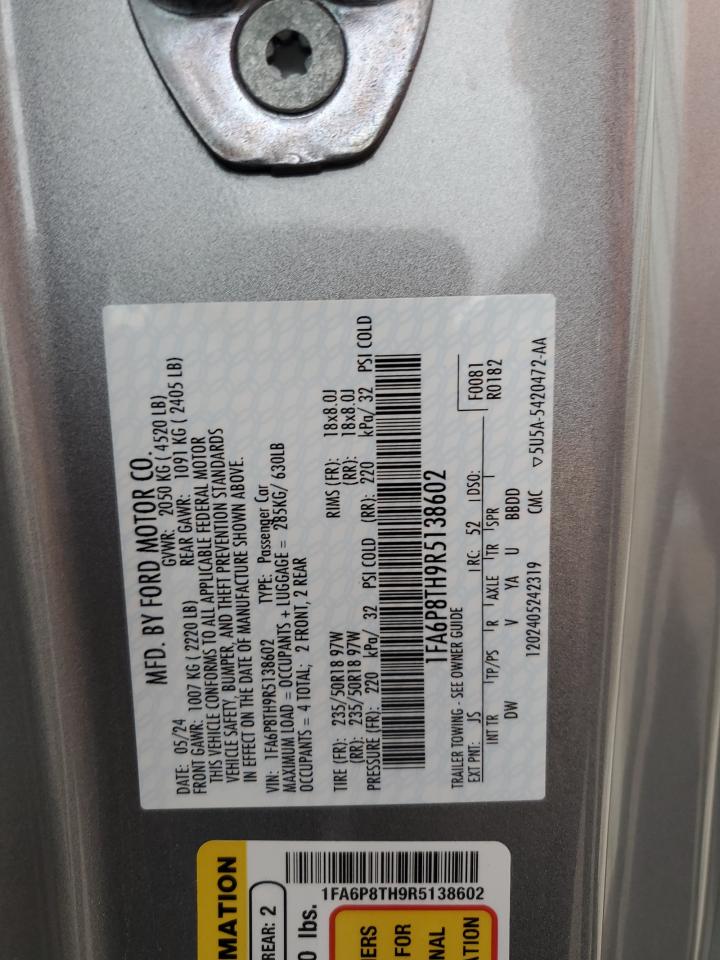 MFD. BY FORD MOTOR CO.
DATE: 05/24 GVWR: 2050 KG ( 4520 LB)
FRONT GAWR: 1007 KG ( 2220 LB) REAR GAWR: 1091 KG ( 2405 LB)
THIS VEHICLE CONFORMS TO ALL APPLICABLE FEDERAL MOTOR
VEHICLE SAFETY, BUMPER, AND THEFT PREVENTION STANDARDS
IN EFFECT ON THE DATE OF MANUFACTURE SHOWN ABOVE.
VIN: 1FA6P8TH9R5138602 TYPE: Passenger Car
MAXIMUM LOAD = OCCUPANTS + LUGGAGE = 285KG/ 630LB
OCCUPANTS = 4 TOTAL; 2 FRONT, 2 REAR
TIRE (FR): 235/50R18 97W RIMS (FR): 18x8.0J
(RR): 235/50R18 97W (RR): 18x8.0J
PRESSURE (FR): 220 kPa/ 32 PSI COLD (RR): 220 kPa/ 32 PSI COLD
1FA6P8TH9R5138602
TRAILER TOWING - SEE OWNER GUIDE
F0081
EXT PNT: JS RC: 52 DSO: R0182
INT TR TP/PS R AXLE TR SPR
DW V YA U BBDD
1202405242319 CMC ▽5U5A-5420472-AA
MATION
REAR: 2
0 lbs.
1FA6P8TH9R5138602
ERS
FOR
NAL
ATION